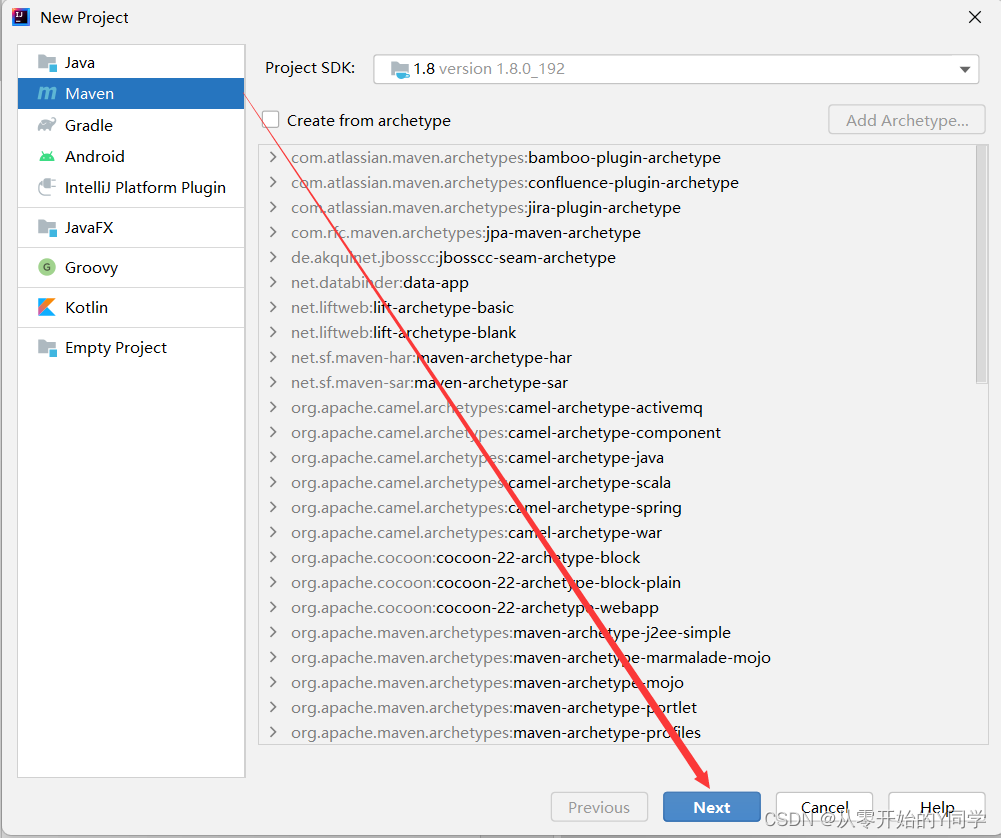 New Project
Java
Maven
Gradle
Android
IntelliJ Platform Plugin
JavaFX
Groovy
Kotlin
Empty Project
Project SDK: 1.8 version 1.8.0_192
Create from archetype
Add Archetype...
com.atlassian.maven.archetypes:bamboo-plugin-archetype
com.atlassian.maven.archetypes:confluence-plugin-archetype
com.atlassian.maven.archetypes:jira-plugin-archetype
com.rfc.maven.archetypes:jpa-maven-archetype
de.akquinet.jbosscc:jbosscc-seam-archetype
net.databinder:data-app
net.liftweb:lift-archetype-basic
net.liftweb:lift-archetype-blank
net.sf.maven-har:maven-archetype-har
net.sf.maven-sar:maven-archetype-sar
org.apache.camel.archetypes:camel-archetype-activemq
org.apache.camel.archetypes:camel-archetype-component
org.apache.camel.archetypes:camel-archetype-java
org.apache.camel.archetypes:camel-archetype-scala
org.apache.camel.archetypes:camel-archetype-spring
org.apache.camel.archetypes:camel-archetype-war
org.apache.cocoon:cocoon-22-archetype-block
org.apache.cocoon:cocoon-22-archetype-block-plain
org.apache.cocoon:cocoon-22-archetype-webapp
org.apache.maven.archetypes:maven-archetype-j2ee-simple
org.apache.maven.archetypes:maven-archetype-marmalade-mojo
org.apache.maven.archetypes:maven-archetype-mojo
org.apache.maven.archetypes:maven-archetype-portlet
org.apache.maven.archetypes:maven-archetype-profiles
Previous
Next
Cancel
Help
CSDN @从零开始的Y同学